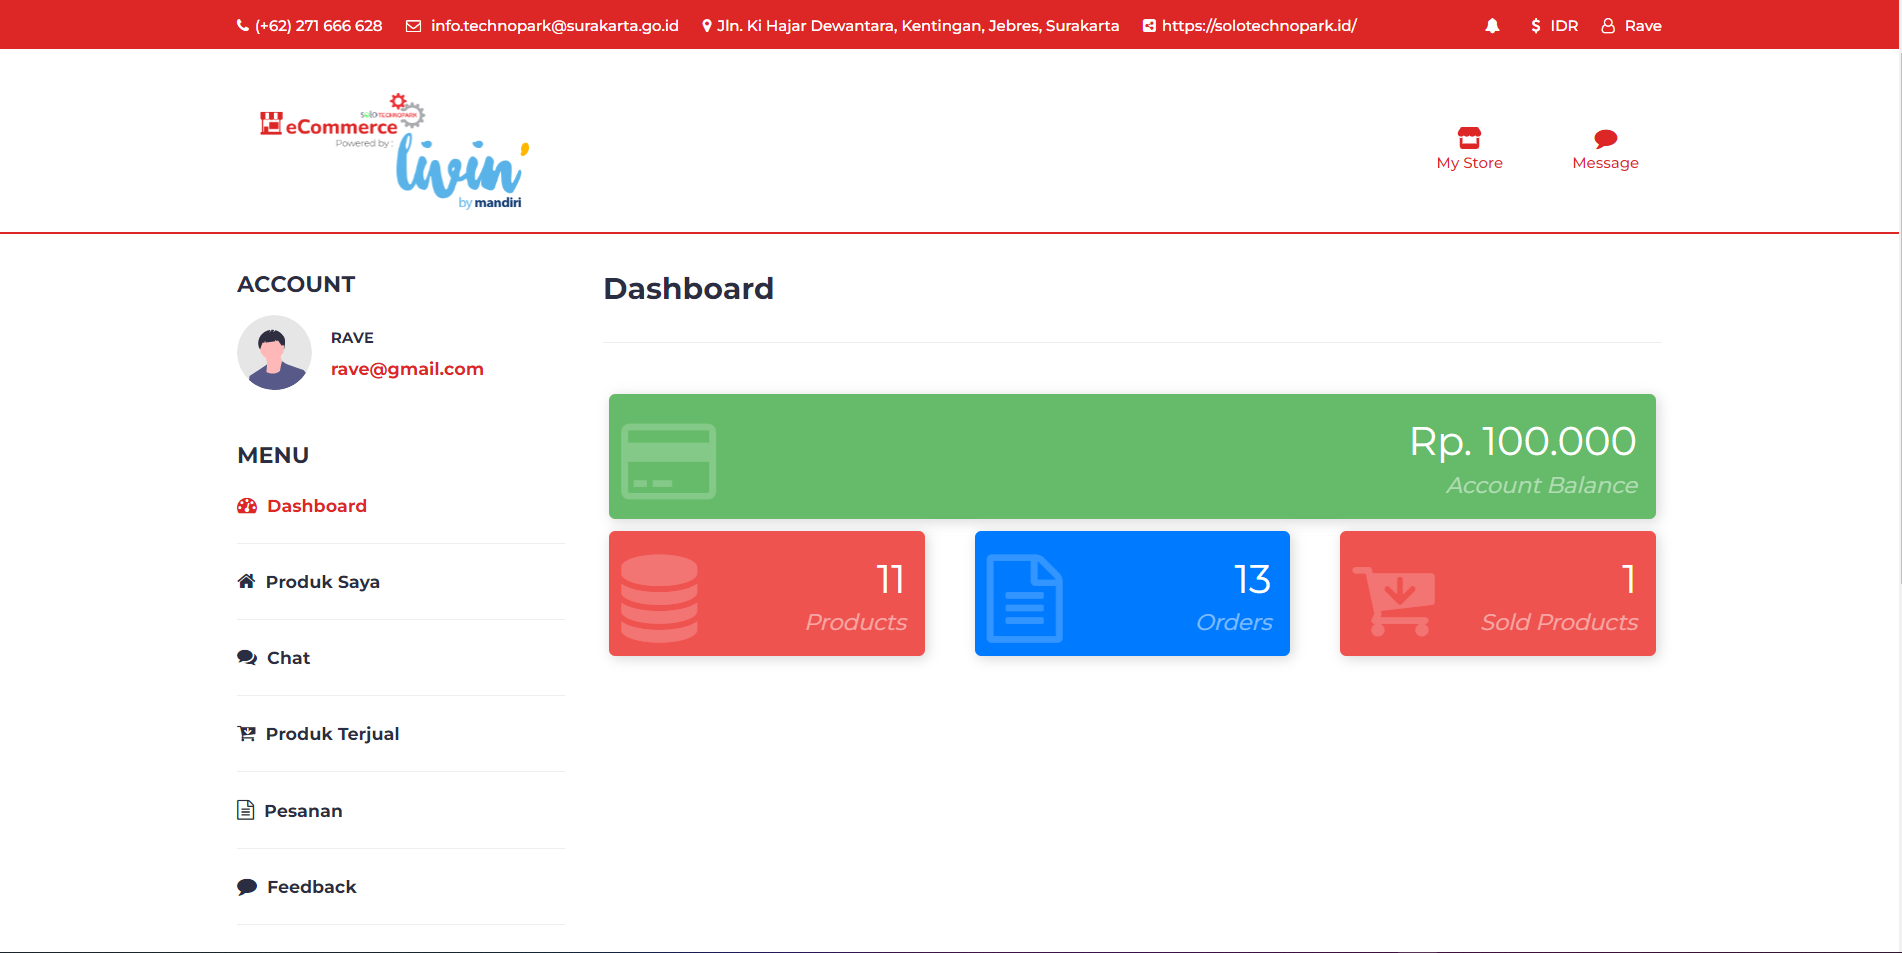 (+62) 271 666 628 info.technopark@surakarta.go.id Jln. Ki Hajar Dewantara, Kentingan, Jebres, Surakarta https://solotechnopark.id/ $ IDR Rave
solo TECHNOPARK
eCommerce
Powered by :
livin'
by mandiri
My Store Message
ACCOUNT
RAVE
rave@gmail.com
MENU
Dashboard
Produk Saya
Chat
Produk Terjual
Pesanan
Feedback
Dashboard
Rp. 100.000
Account Balance
11
Products
13
Orders
1
Sold Products